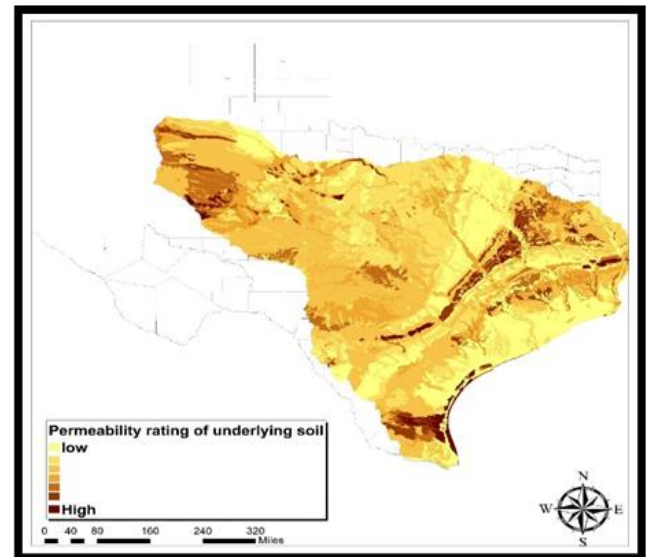 Permeability rating of underlying soil
low
High
0 40 80 160 240 320
Miles
N
W E
S